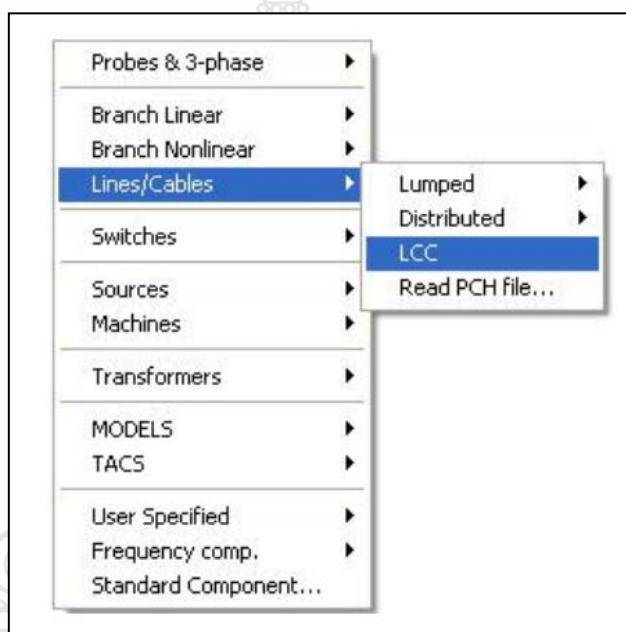 Probes & 3-phase
Branch Linear
Branch Nonlinear
Lines/Cables
Switches
Sources
Machines
Transformers
MODELS
TACS
User Specified
Frequency comp.
Standard Component...
Lumped
Distributed
LCC
Read PCH file...